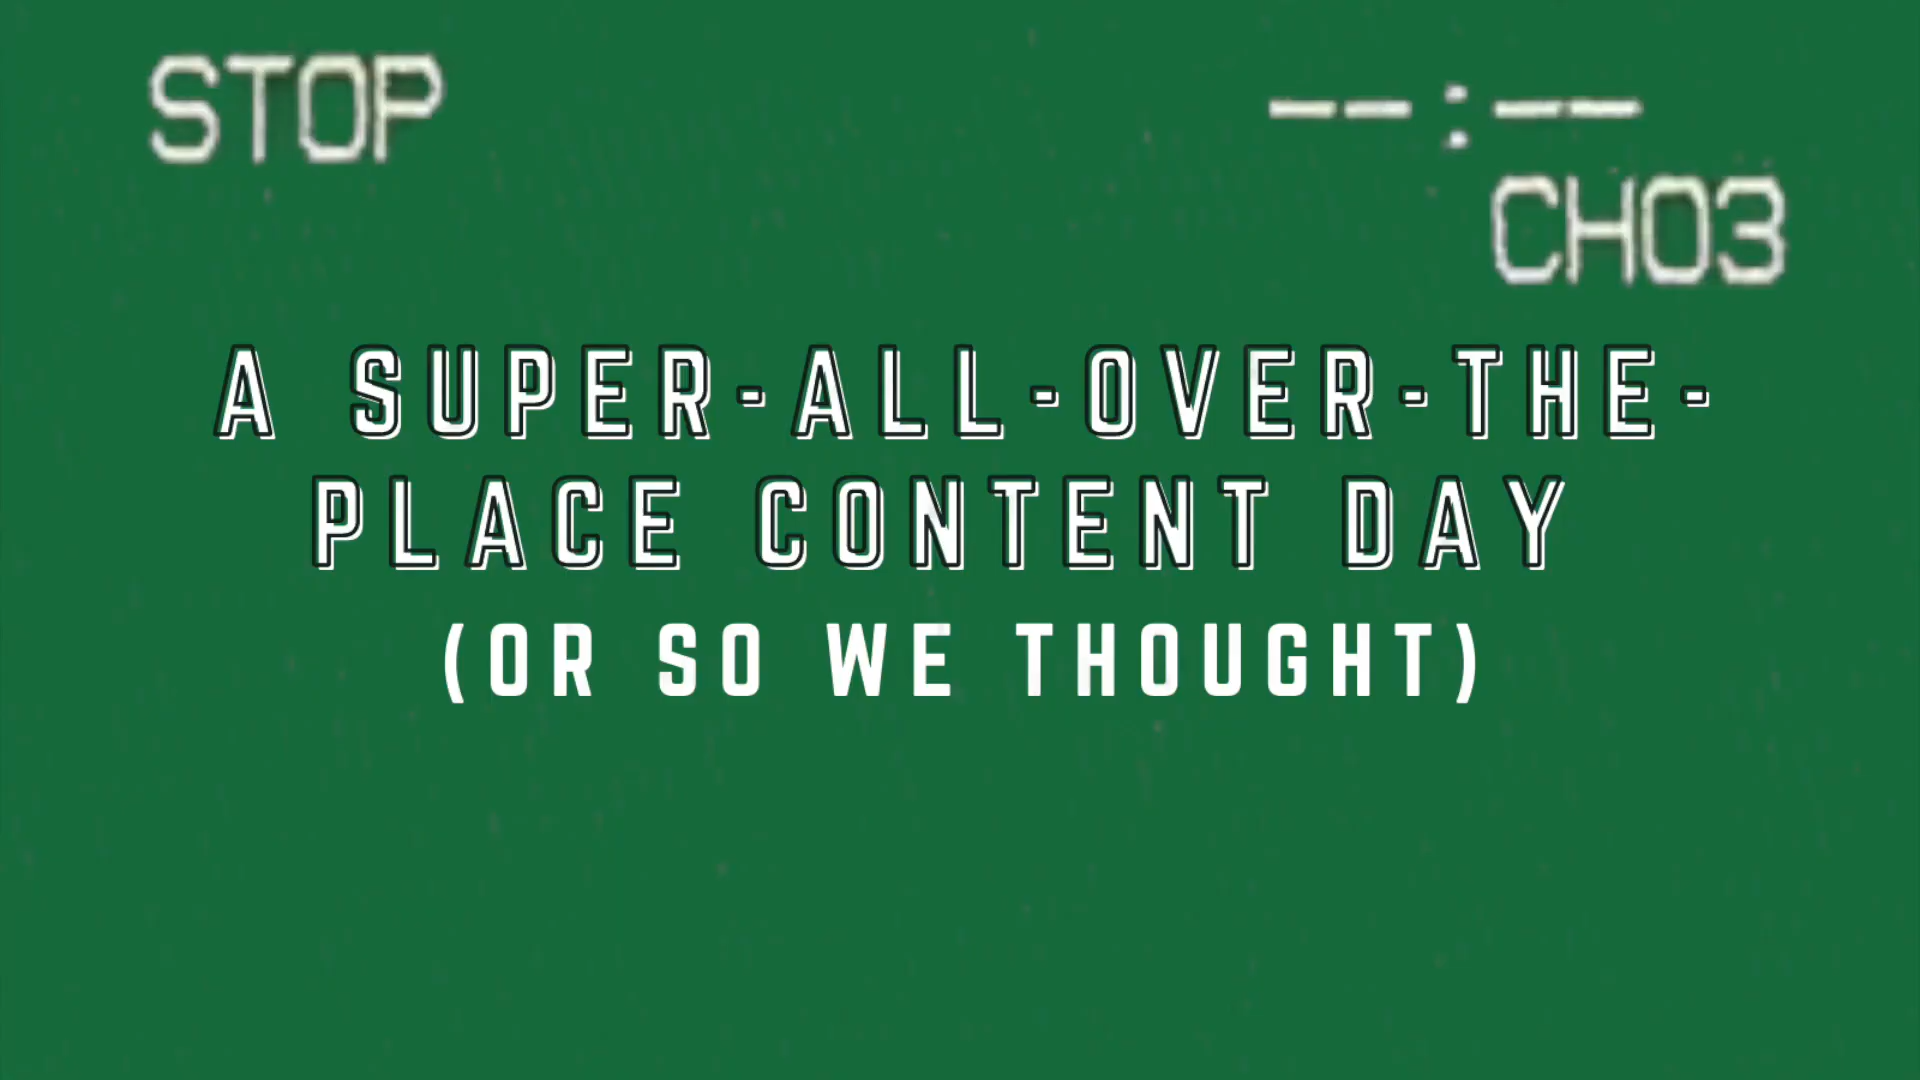 STOP
--:--
CH03
A SUPER-ALL-OVER-THE-
PLACE CONTENT DAY
(OR SO WE THOUGHT)